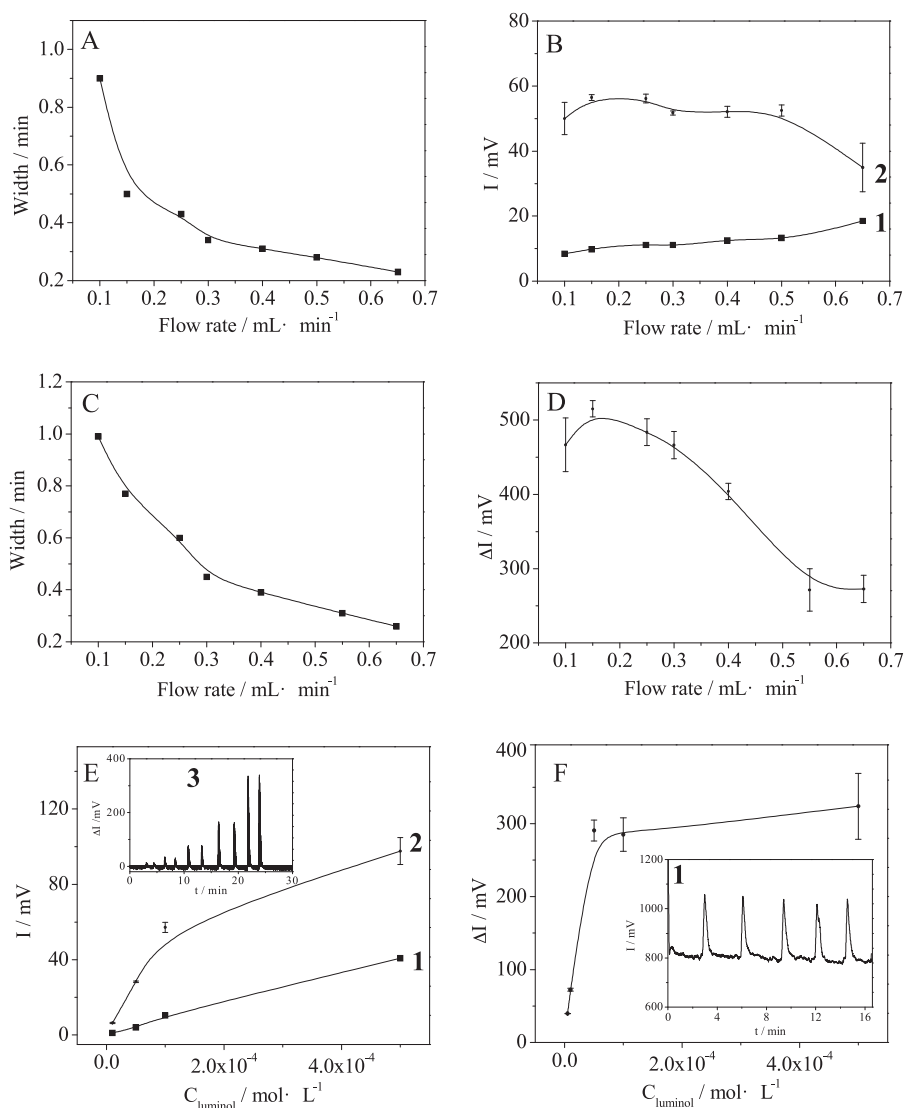 A
1.0
0.8
0.6
0.4
0.2
Width / min
0.1 0.2 0.3 0.4 0.5 0.6 0.7
Flow rate / mL· min⁻¹
B
80
60
40
20
0
I / mV
2
1
0.1 0.2 0.3 0.4 0.5 0.6 0.7
Flow rate / mL· min⁻¹
C
1.2
1.0
0.8
0.6
0.4
0.2
Width / min
0.1 0.2 0.3 0.4 0.5 0.6 0.7
Flow rate / mL· min⁻¹
D
500
400
300
200
ΔI / mV
0.1 0.2 0.3 0.4 0.5 0.6 0.7
Flow rate / mL· min⁻¹
E
120
80
40
0
I / mV
3
400
200
0
ΔI / mV
0 10 20 30
t / min
2
1
0.0 2.0x10⁻⁴ 4.0x10⁻⁴
C luminol / mol· L⁻¹
F
400
300
200
100
0
ΔI / mV
1
1200
1000
800
600
I / mV
0 4 8 12 16
t / min
0.0 2.0x10⁻⁴ 4.0x10⁻⁴
C luminol / mol· L⁻¹